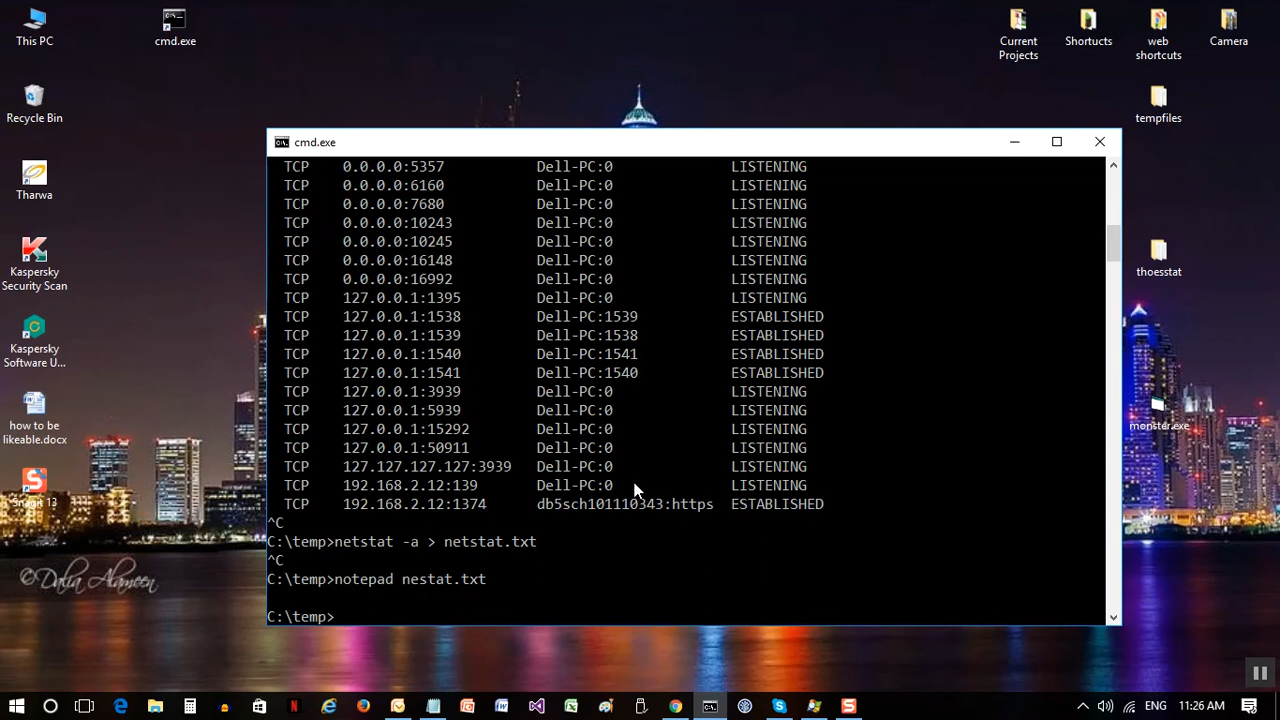 This PC
cmd.exe
Current Projects
Shortucts
web shortcuts
Camera
Recycle Bin
tempfiles
Tharwa
Kaspersky Security Scan
thoesstat
Kaspersky Software U...
how to be likeable.docx
monster.exe
Snagit 13
©Dalia Alameen
cmd.exe
TCP 0.0.0.0:5357 Dell-PC:0 LISTENING
TCP 0.0.0.0:6160 Dell-PC:0 LISTENING
TCP 0.0.0.0:7680 Dell-PC:0 LISTENING
TCP 0.0.0.0:10243 Dell-PC:0 LISTENING
TCP 0.0.0.0:10245 Dell-PC:0 LISTENING
TCP 0.0.0.0:16148 Dell-PC:0 LISTENING
TCP 0.0.0.0:16992 Dell-PC:0 LISTENING
TCP 127.0.0.1:1395 Dell-PC:0 LISTENING
TCP 127.0.0.1:1538 Dell-PC:1539 ESTABLISHED
TCP 127.0.0.1:1539 Dell-PC:1538 ESTABLISHED
TCP 127.0.0.1:1540 Dell-PC:1541 ESTABLISHED
TCP 127.0.0.1:1541 Dell-PC:1540 ESTABLISHED
TCP 127.0.0.1:3939 Dell-PC:0 LISTENING
TCP 127.0.0.1:5939 Dell-PC:0 LISTENING
TCP 127.0.0.1:15292 Dell-PC:0 LISTENING
TCP 127.0.0.1:50911 Dell-PC:0 LISTENING
TCP 127.127.127.127:3939 Dell-PC:0 LISTENING
TCP 192.168.2.12:139 Dell-PC:0 LISTENING
TCP 192.168.2.12:1374 db5sch101110343:https ESTABLISHED
^C
C:\temp>netstat -a > netstat.txt
^C
C:\temp>notepad nestat.txt
C:\temp>
ENG 11:26 AM